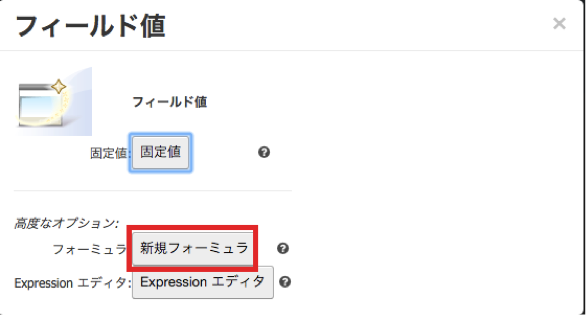 フィールド値 ×
フィールド値
固定値: 固定値
高度なオプション:
フォーミュラ 新規フォーミュラ
Expression エディタ: Expression エディタ